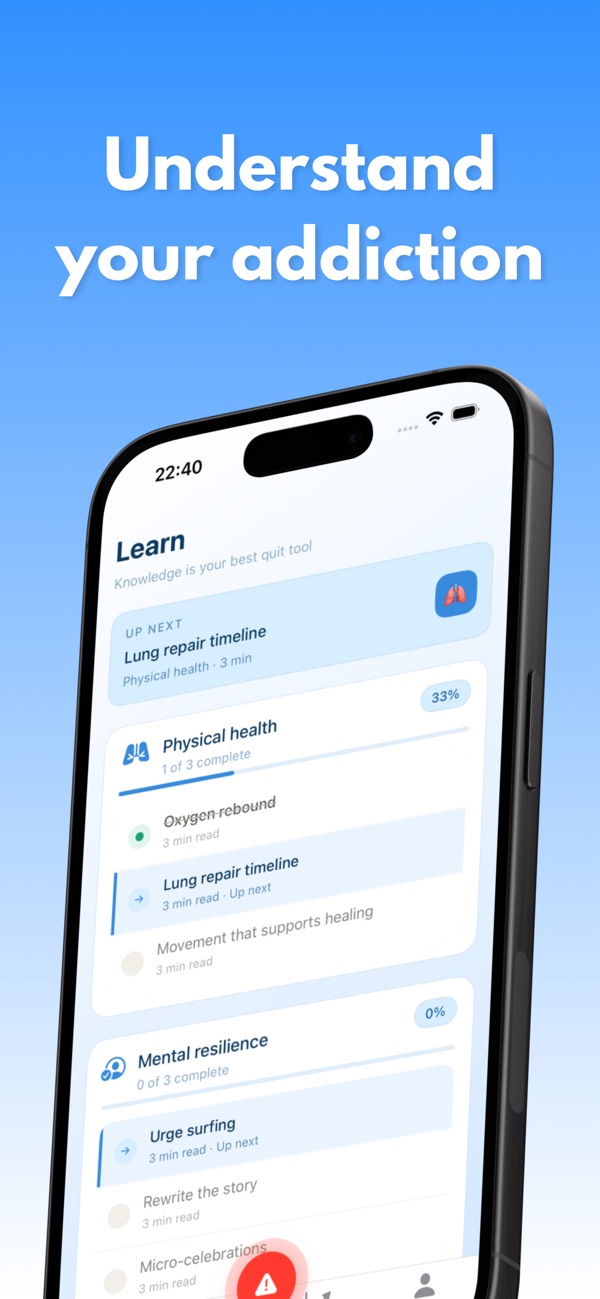 Understand
your addiction
22:40
Learn
Knowledge is your best quit tool
UP NEXT
Lung repair timeline
Physical health · 3 min
Physical health
33%
1 of 3 complete
Oxygen rebound
3 min read
Lung repair timeline
3 min read · Up next
Movement that supports healing
3 min read
Mental resilience
0%
0 of 3 complete
Urge surfing
3 min read · Up next
Rewrite the story
3 min read
Micro-celebrations
3 min read